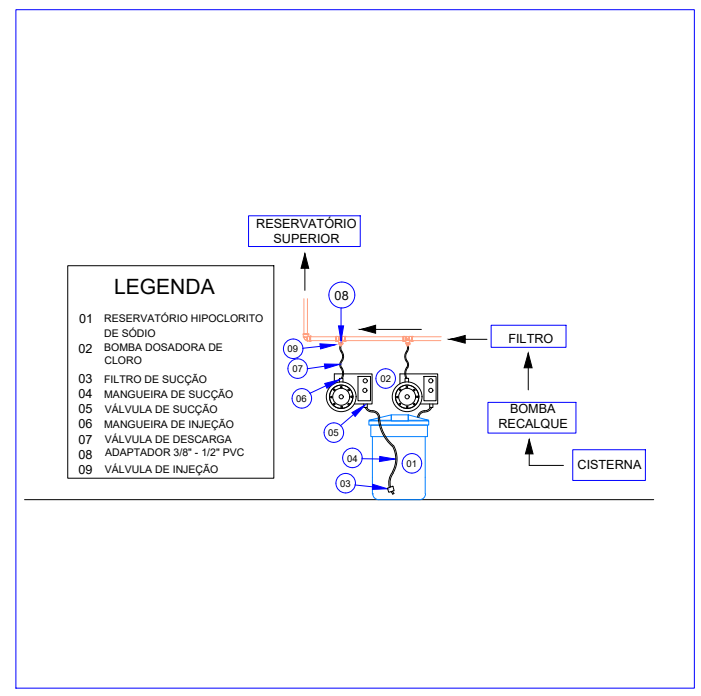 RESERVATÓRIO
SUPERIOR
LEGENDA
01 RESERVATÓRIO HIPOCLORITO
DE SÓDIO
02 BOMBA DOSADORA DE
CLORO
03 FILTRO DE SUCÇÃO
04 MANGUEIRA DE SUCÇÃO
05 VÁLVULA DE SUCÇÃO
06 MANGUEIRA DE INJEÇÃO
07 VÁLVULA DE DESCARGA
08 ADAPTADOR 3/8" - 1/2" PVC
09 VÁLVULA DE INJEÇÃO
08
09
07
02
06
05
04
01
03
FILTRO
BOMBA
RECALQUE
CISTERNA